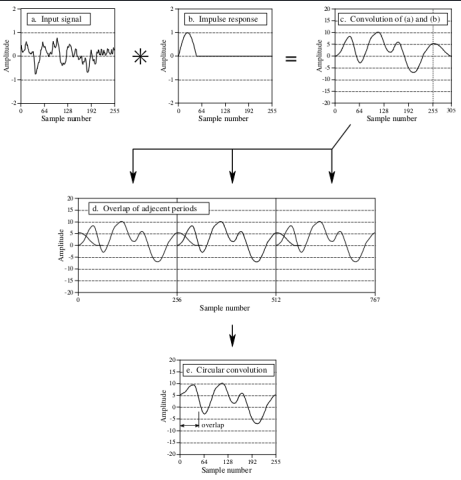 a. Input signal
Amplitude
2
1
0
-1
-2
0 64 128 192 255
Sample number
b. Impulse response
Amplitude
2
1
0
-1
-2
0 64 128 192 255
Sample number
c. Convolution of (a) and (b)
Amplitude
20
15
10
5
0
-5
-10
-15
-20
0 64 128 192 255 305
Sample number
d. Overlap of adjecent periods
Amplitude
20
15
10
5
0
-5
-10
-15
-20
0 256 512 767
Sample number
e. Circular convolution
Amplitude
20
15
10
5
0
-5
-10
-15
-20
overlap
0 64 128 192 255
Sample number